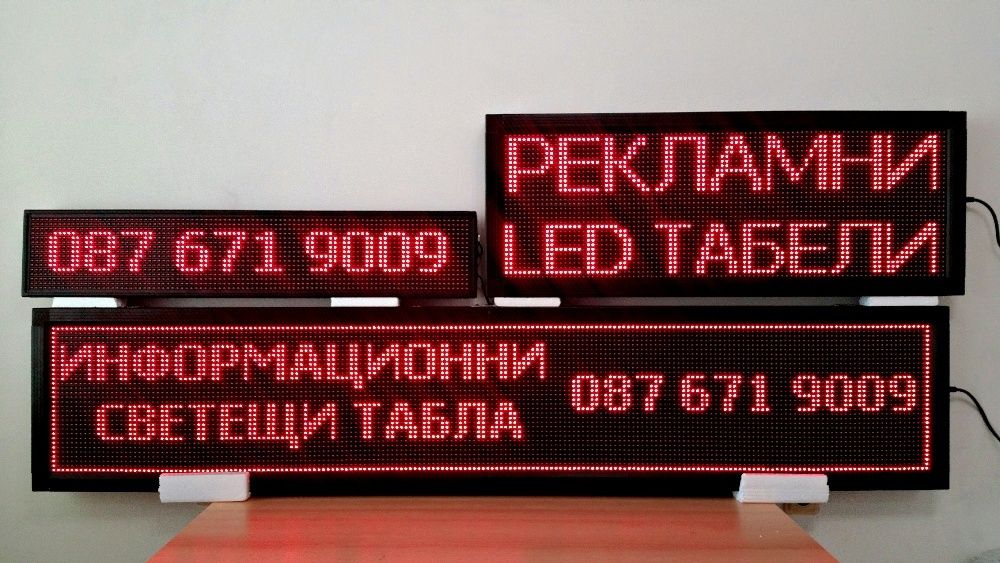 087 671 9009
РЕКЛАМНИ
LED ТАБЕЛИ
ИНФОРМАЦИОННИ
СВЕТЕЩИ ТАБЛА
087 671 9009